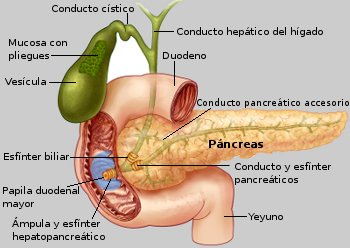 Conducto cístico
Conducto hepático del hígado
Mucosa con
pliegues
Duodeno
Vesícula
Conducto pancreático accesorio
Páncreas
Esfínter biliar
Conducto y esfínter
pancreáticos
Papila duodenal
mayor
Ámpula y esfínter
hepatopancreático
Yeyuno